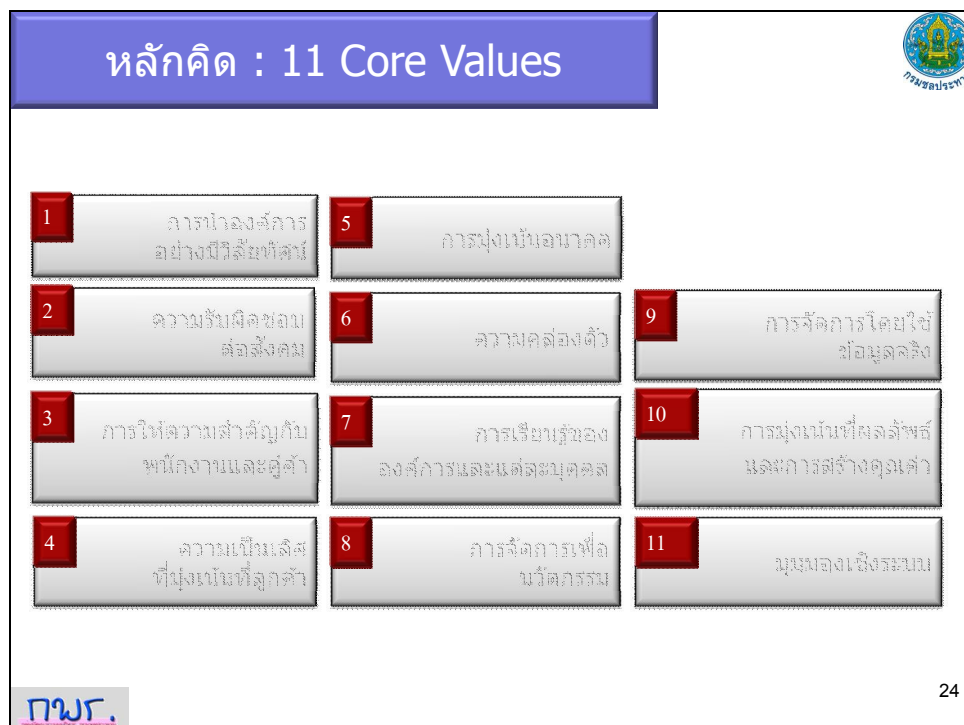 หลักคิด : 11 Core Values
กรมชลประทาน
1
การนำองค์การ
อย่างมีวิสัยทัศน์
2
ความรับผิดชอบ
ต่อสังคม
3
การให้ความสำคัญกับ
พนักงานและคู่ค้า
4
ความเป็นเลิศ
ที่มุ่งเน้นที่ลูกค้า
5
การมุ่งเน้นอนาคต
6
ความคล่องตัว
7
การเรียนรู้ของ
องค์การและแต่ละบุคคล
8
การจัดการเพื่อ
นวัตกรรม
9
การจัดการโดยใช้
ข้อมูลจริง
10
การมุ่งเน้นที่ผลลัพธ์
และการสร้างคุณค่า
11
มุมมองเชิงระบบ
กพร.
24